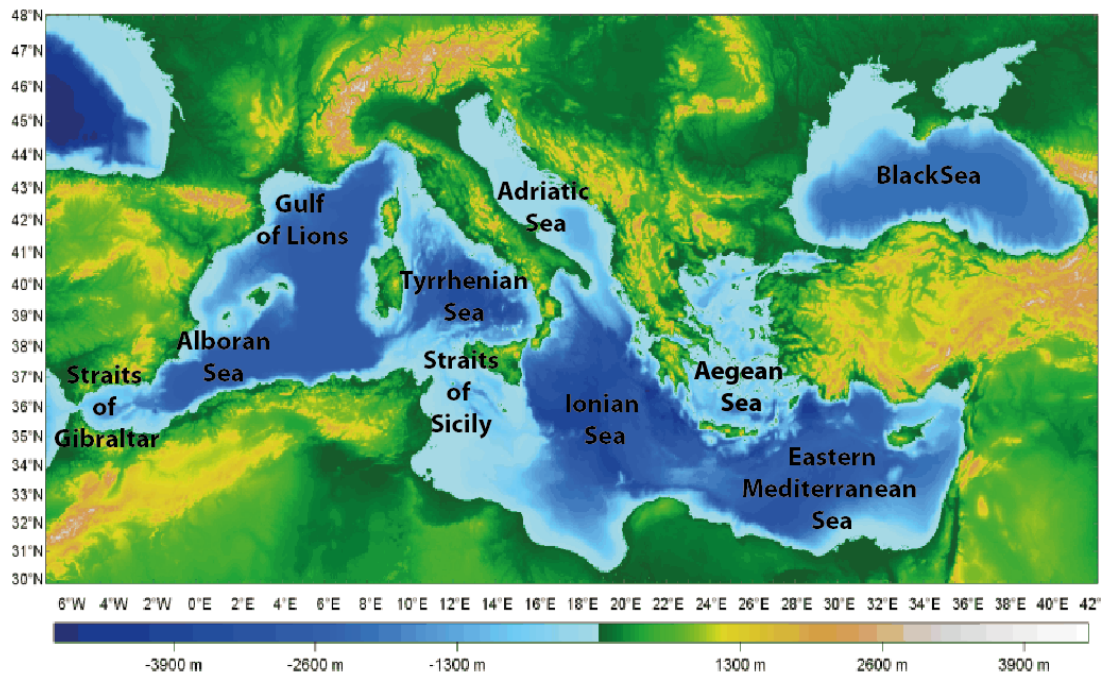 48°N
47°N
46°N
45°N
44°N
43°N
42°N
41°N
40°N
39°N
38°N
37°N
36°N
35°N
34°N
33°N
32°N
31°N
30°N
Gulf
of Lions
Adriatic
Sea
BlackSea
Tyrrhenian
Sea
Alboran
Sea
Straits
of
Gibraltar
Straits
of
Sicily
Ionian
Sea
Aegean
Sea
Eastern
Mediterranean
Sea
6°W 4°W 2°W 0°E 2°E 4°E 6°E 8°E 10°E 12°E 14°E 16°E 18°E 20°E 22°E 24°E 26°E 28°E 30°E 32°E 34°E 36°E 38°E 40°E 42°
-3900 m -2600 m -1300 m 1300 m 2600 m 3900 m